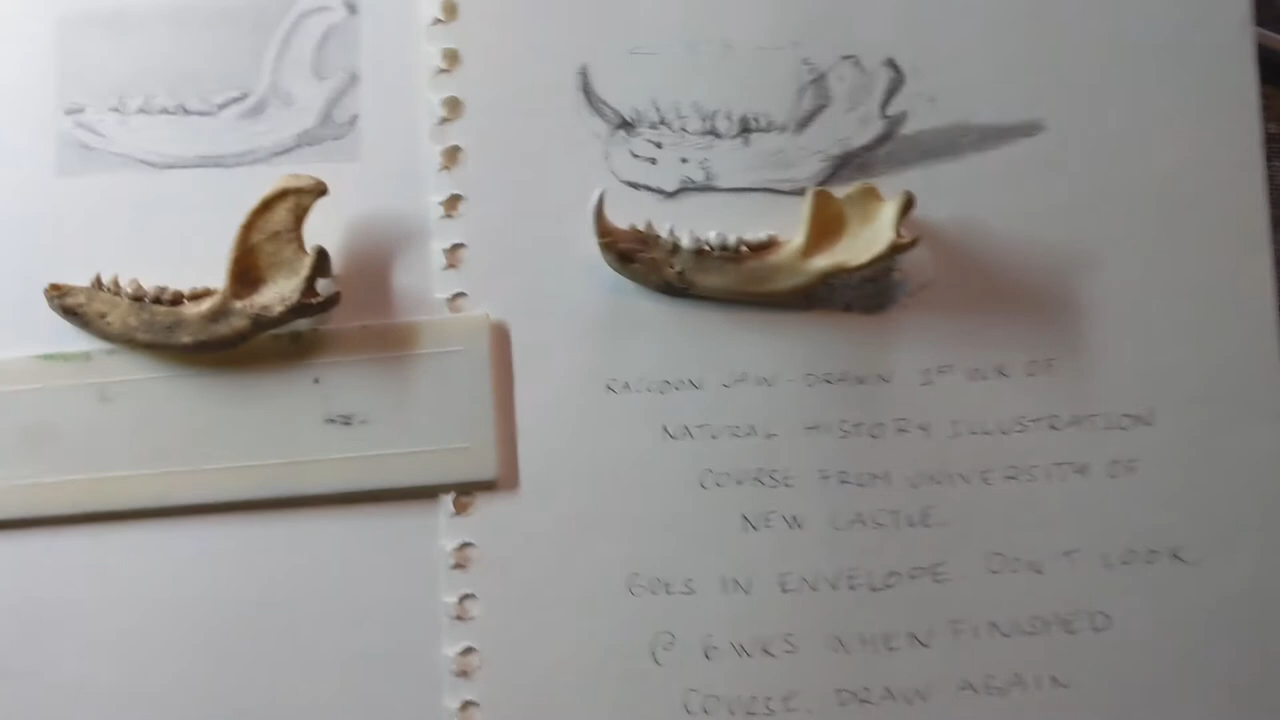 RACCOON JAW - DRAWN 1ST WK OF
NATURAL HISTORY ILLUSTRATION
COURSE FROM UNIVERSITY OF
NEW CASTLE.
GOES IN ENVELOPE. DON'T LOOK
@ 6 WKS WHEN FINISHED
COURSE. DRAW AGAIN